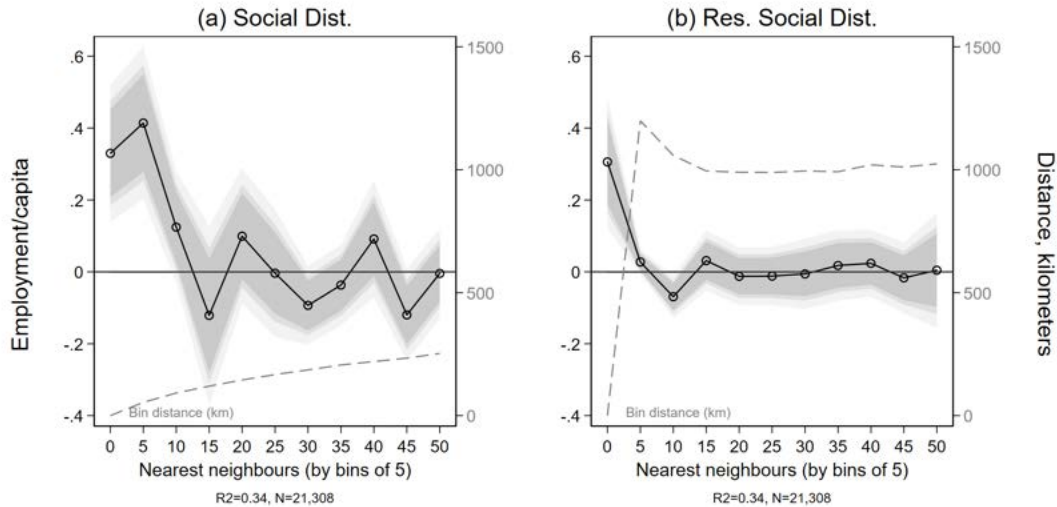 (a) Social Dist.
Employment/capita
.6
.4
.2
0
-.2
-.4
1500
1000
500
0
Bin distance (km)
0 5 10 15 20 25 30 35 40 45 50
Nearest neighbours (by bins of 5)
R2=0.34, N=21,308
(b) Res. Social Dist.
.6
.4
.2
0
-.2
-.4
1500
1000
500
0
Distance, kilometers
Bin distance (km)
0 5 10 15 20 25 30 35 40 45 50
Nearest neighbours (by bins of 5)
R2=0.34, N=21,308